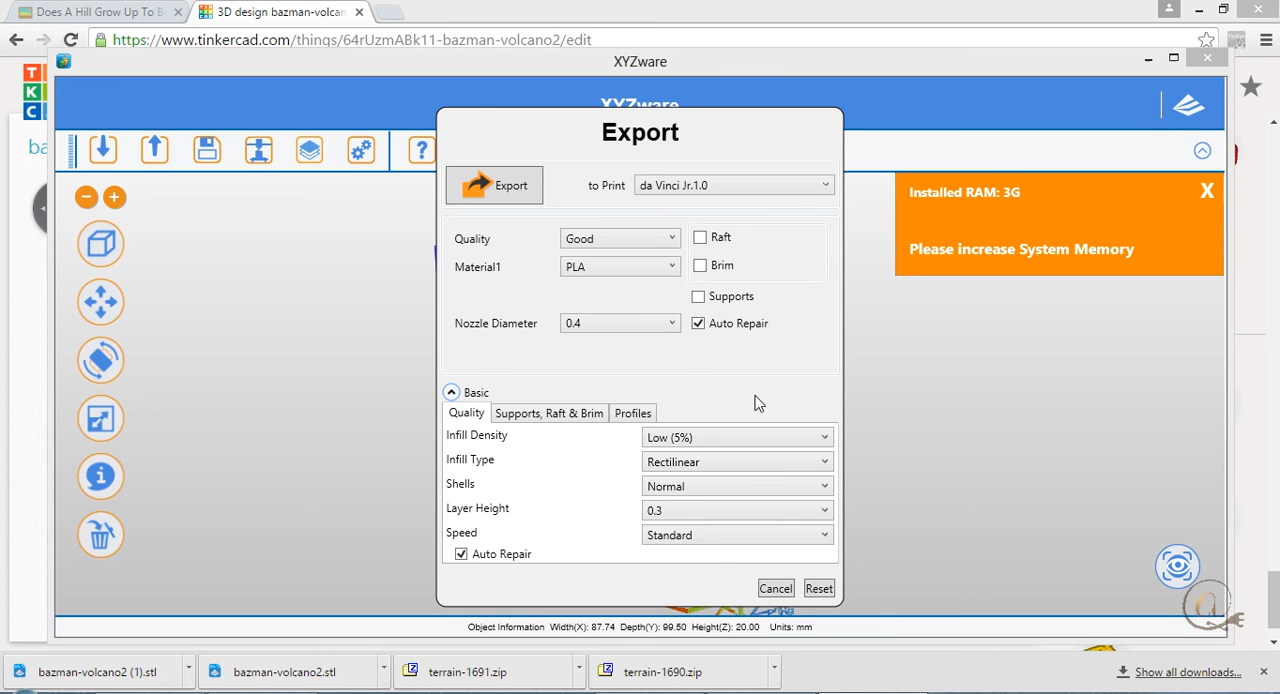 Does A Hill Grow Up To B
3D design bazman-volcan
https://www.tinkercad.com/things/64rUzmABk11-bazman-volcano2/edit
XYZware
T
K
C
XYZware
Export
ba
?
Export
to Print
da Vinci Jr.1.0
Installed RAM: 3G
X
Please increase System Memory
Quality
Good
Raft
Material1
PLA
Brim
Supports
Nozzle Diameter
0.4
Auto Repair
Basic
Quality
Supports, Raft & Brim
Profiles
Infill Density
Low (5%)
Infill Type
Rectilinear
Shells
Normal
Layer Height
0.3
Speed
Standard
Auto Repair
Cancel
Reset
Object Information Width(X): 87.74 Depth(Y): 99.50 Height(Z): 20.00 Units: mm
bazman-volcano2 (1).stl
bazman-volcano2.stl
terrain-1691.zip
terrain-1690.zip
Show all downloads...